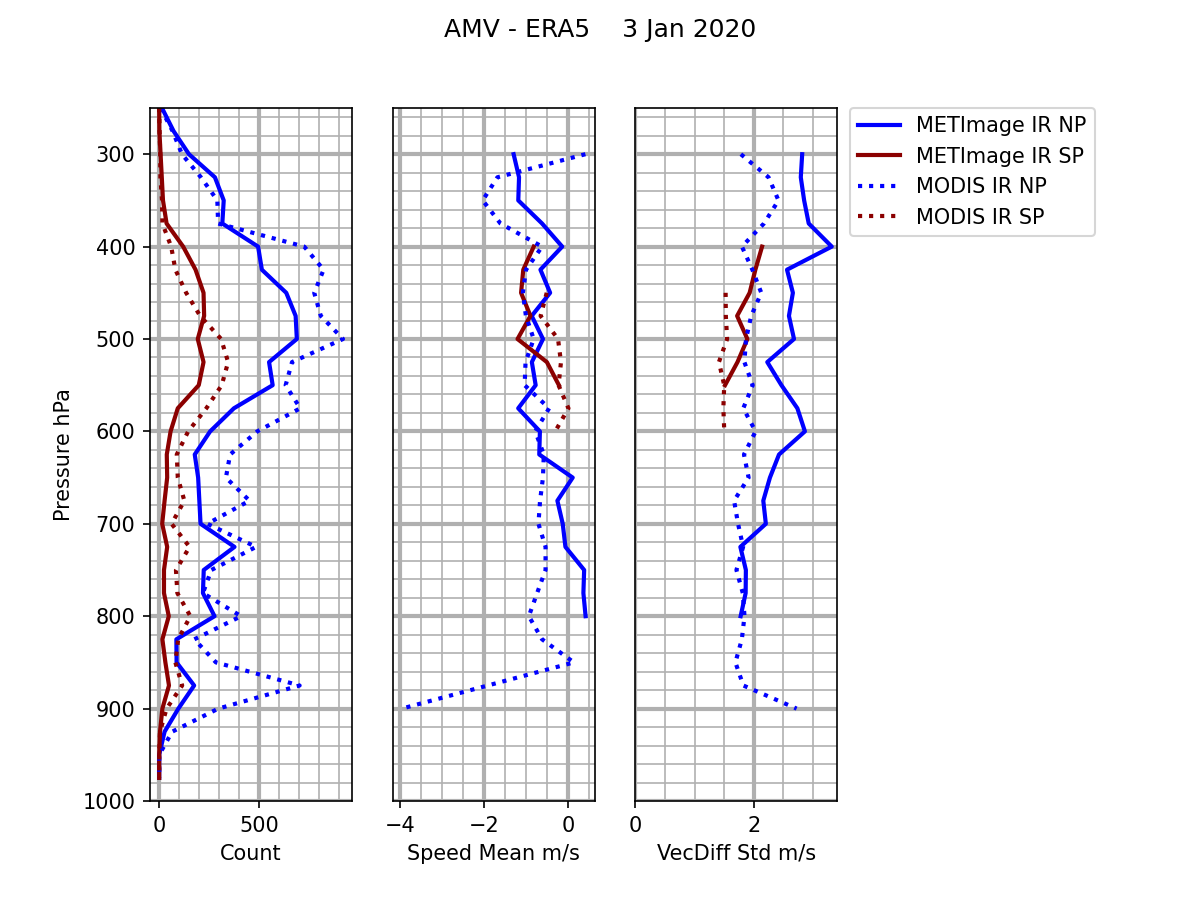 AMV - ERA5    3 Jan 2020
METImage IR NP
METImage IR SP
MODIS IR NP
MODIS IR SP
Pressure hPa
300
400
500
600
700
800
900
1000
0 500
Count
−4 −2 0
Speed Mean m/s
0 2
VecDiff Std m/s